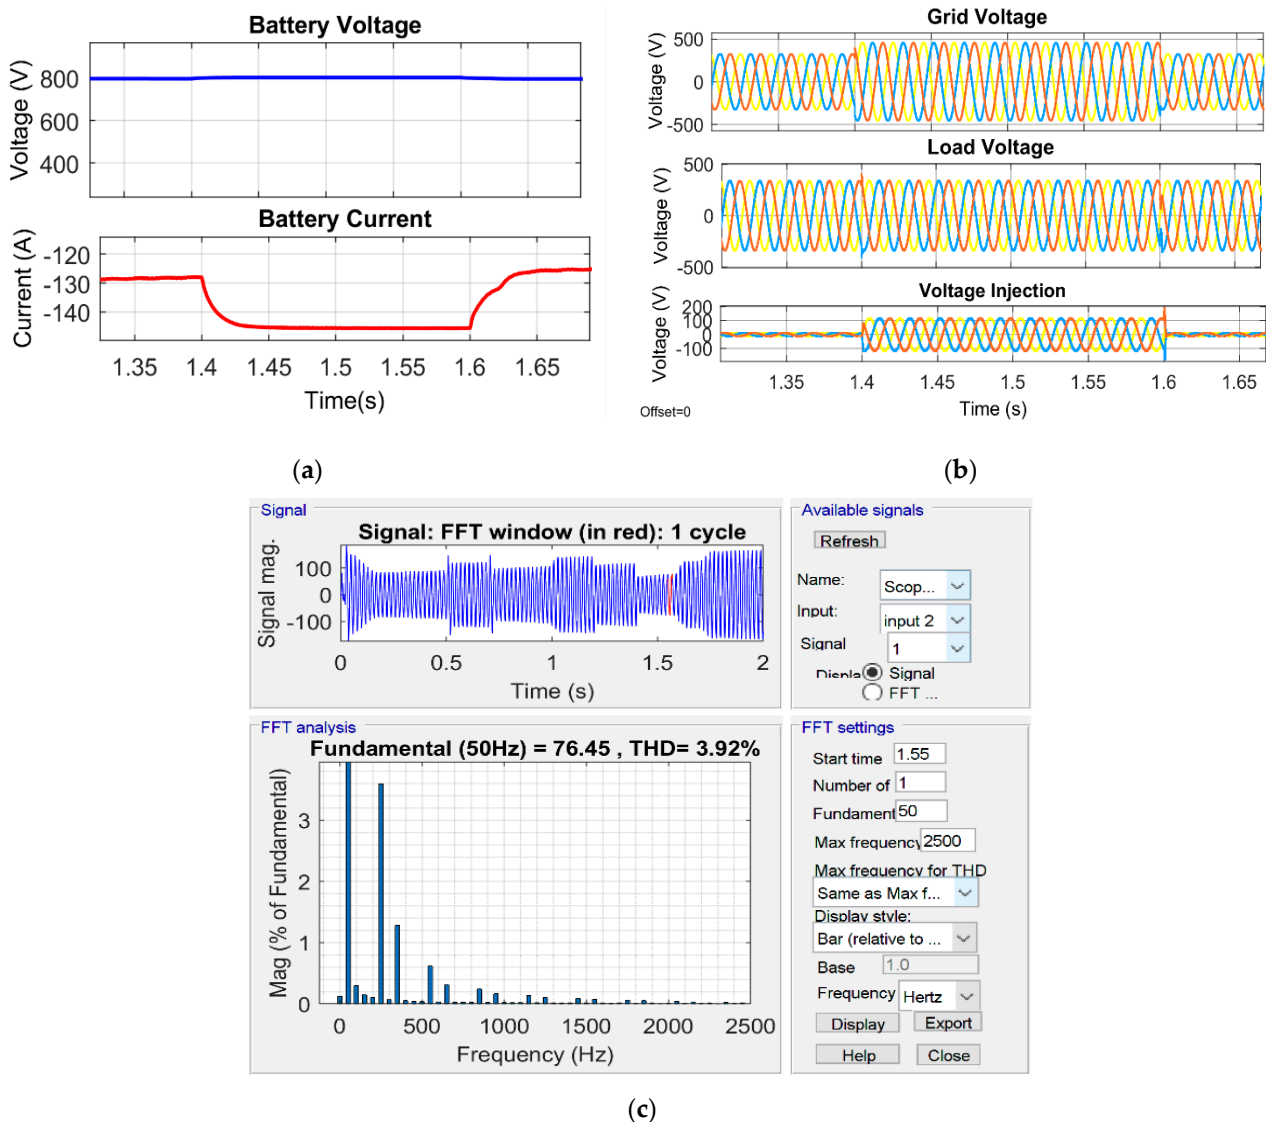 Battery Voltage
Voltage (V)
800
600
400
Battery Current
Current (A)
-120
-130
-140
1.35 1.4 1.45 1.5 1.55 1.6 1.65
Time(s)
(a)
Grid Voltage
Voltage (V)
500
0
-500
Load Voltage
Voltage (V)
500
0
-500
Voltage Injection
Voltage (V)
200
100
0
-100
1.35 1.4 1.45 1.5 1.55 1.6 1.65
Time (s)
Offset=0
(b)
Signal
Signal: FFT window (in red): 1 cycle
Signal mag.
100
0
-100
0 0.5 1 1.5 2
Time (s)
Available signals
Refresh
Name: Scop...
Input: input 2
Signal 1
Displa Signal
FFT ...
FFT analysis
Fundamental (50Hz) = 76.45 , THD= 3.92%
Mag (% of Fundamental)
3
2
1
0
0 500 1000 1500 2000 2500
Frequency (Hz)
FFT settings
Start time 1.55
Number of 1
Fundament 50
Max frequency 2500
Max frequency for THD
Same as Max f...
Display style:
Bar (relative to ...
Base 1.0
Frequency Hertz
Display Export
Help Close
(c)